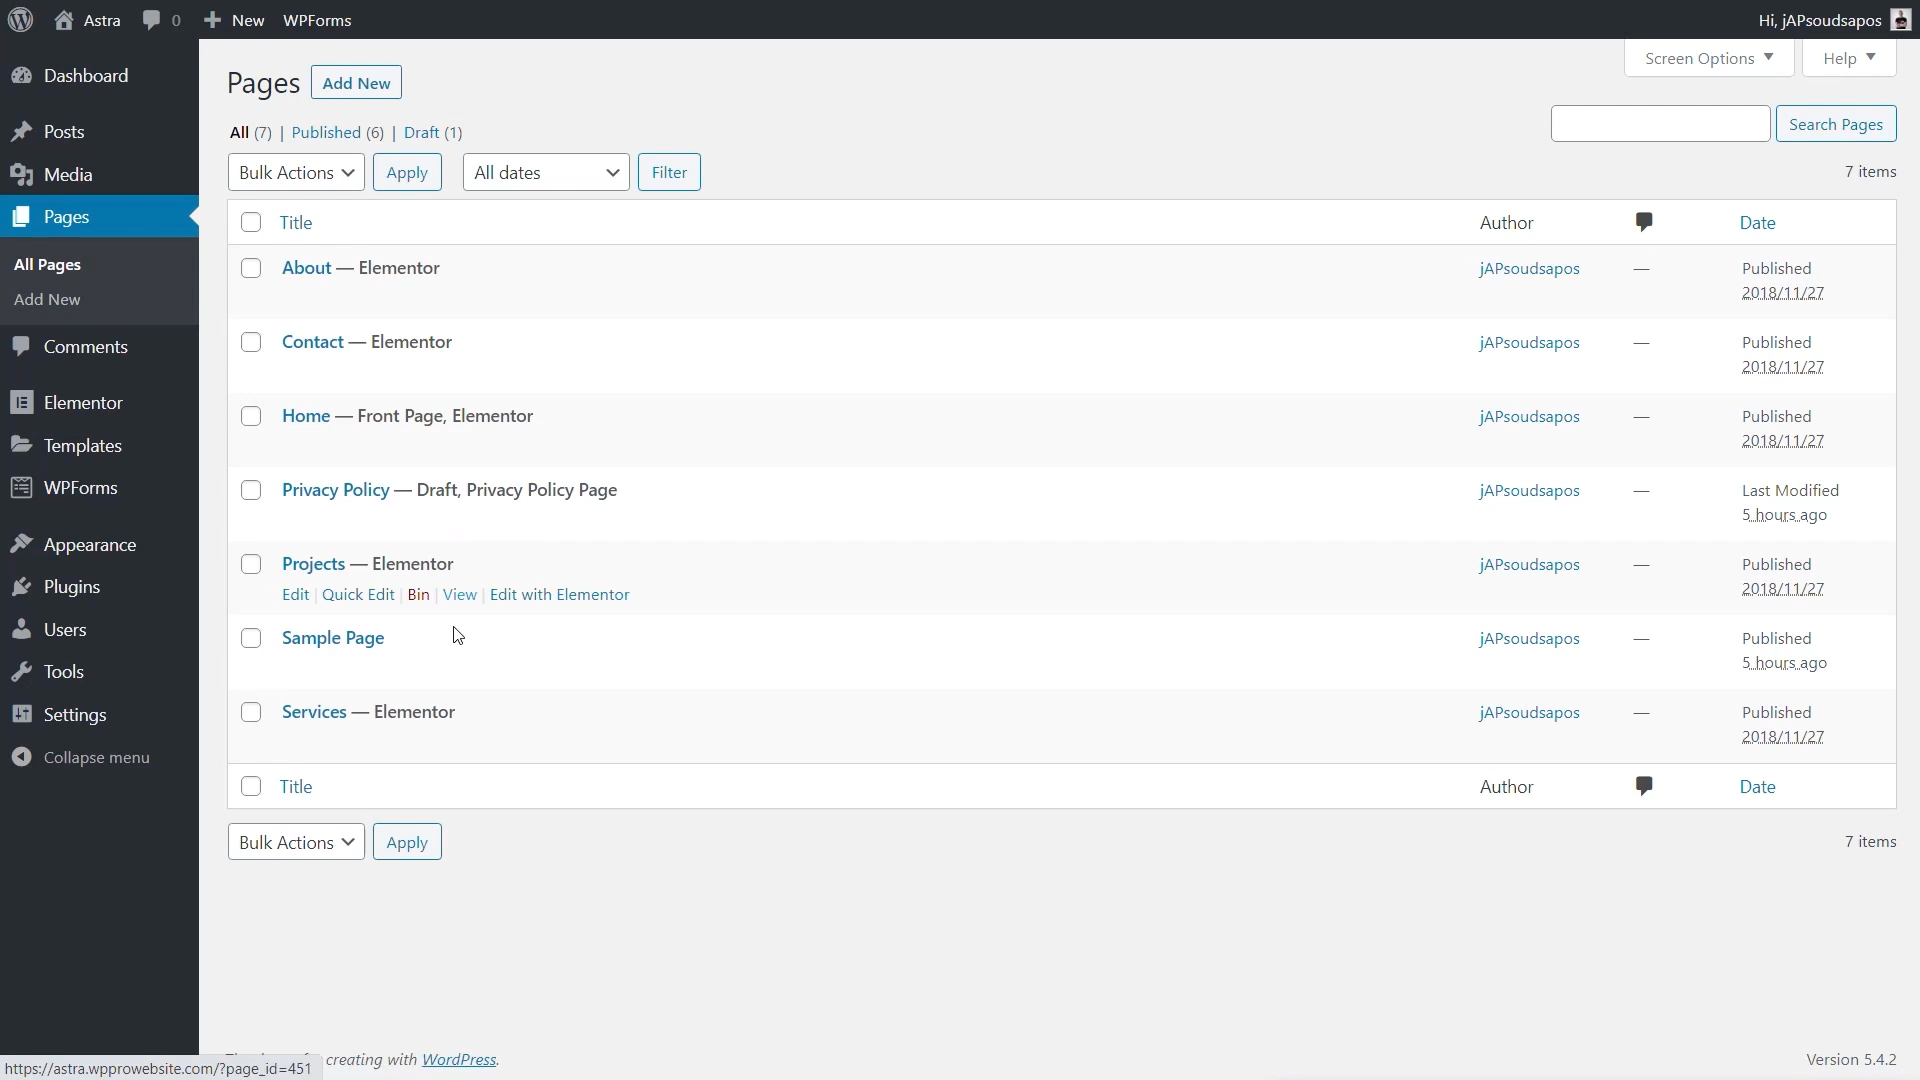 Astra 0 New WPForms Hi, jAPsoudsapos
Dashboard
Posts
Media
Pages
All Pages
Add New
Comments
Elementor
Templates
WPForms
Appearance
Plugins
Users
Tools
Settings
Collapse menu
Screen Options Help
Pages Add New
All (7) | Published (6) | Draft (1)
Search Pages
Bulk Actions Apply All dates Filter 7 items
Title Author Date
About — Elementor jAPsoudsapos — Published
2018/11/27
Contact — Elementor jAPsoudsapos — Published
2018/11/27
Home — Front Page, Elementor jAPsoudsapos — Published
2018/11/27
Privacy Policy — Draft, Privacy Policy Page jAPsoudsapos — Last Modified
5 hours ago
Projects — Elementor jAPsoudsapos — Published
Edit | Quick Edit | Bin | View | Edit with Elementor 2018/11/27
Sample Page jAPsoudsapos — Published
5 hours ago
Services — Elementor jAPsoudsapos — Published
2018/11/27
Title Author Date
Bulk Actions Apply 7 items
creating with WordPress. Version 5.4.2
https://astra.wpprowebsite.com/?page_id=451